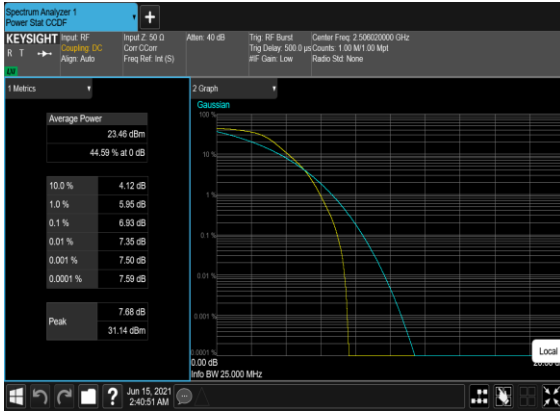 Spectrum Analyzer 1
Power Stat CCDF
KEYSIGHT
R T
Input: RF
Coupling: DC
Align: Auto
Input Z: 50 Ω
Corr CCorr
Freq Ref: Int (S)
Atten: 40 dB
Trig: RF Burst
Trig Delay: 500.0 µs
#IF Gain: Low
Center Freq: 2.506020000 GHz
Counts: 1.00 M/1.00 Mpt
Radio Std: None
1 Metrics
Average Power
23.46 dBm
44.59 % at 0 dB
10.0 % 4.12 dB
1.0 % 5.95 dB
0.1 % 6.93 dB
0.01 % 7.35 dB
0.001 % 7.50 dB
0.0001 % 7.59 dB
Peak
7.68 dB
31.14 dBm
2 Graph
Gaussian
100 %
10 %
1 %
0.1 %
0.01 %
0.001 %
0.0001 %
0.00 dB
Info BW 25.000 MHz
Local
Jun 15, 2021
2:40:51 AM